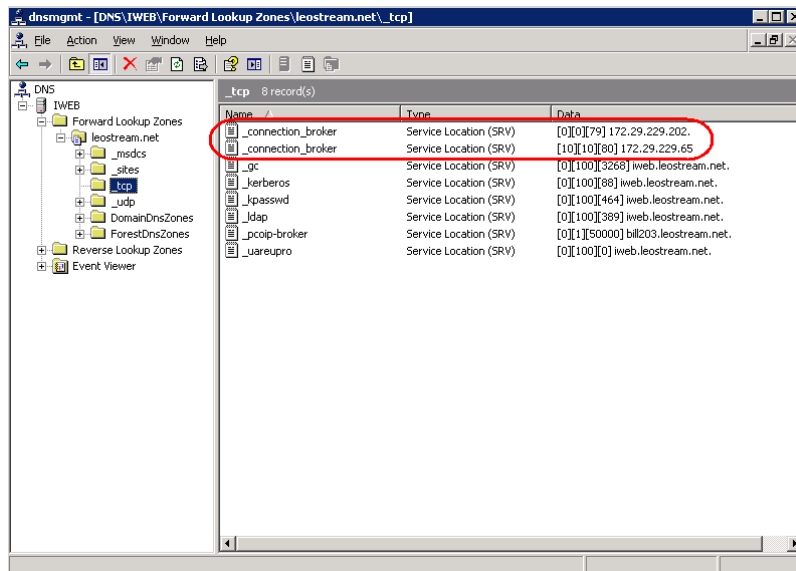 dnsmgmt - [DNS\IWEB\Forward Lookup Zones\leostream.net\_tcp]
File Action View Window Help
DNS
IWEB
Forward Lookup Zones
leostream.net
_msdcs
_sites
_tcp
_udp
DomainDnsZones
ForestDnsZones
Reverse Lookup Zones
Event Viewer
_tcp 8 record(s)
Name Type Data
_connection_broker Service Location (SRV) [0][0][79] 172.29.229.202.
_connection_broker Service Location (SRV) [10][10][80] 172.29.229.65
_gc Service Location (SRV) [0][100][3268] iweb.leostream.net.
_kerberos Service Location (SRV) [0][100][88] iweb.leostream.net.
_kpasswd Service Location (SRV) [0][100][464] iweb.leostream.net.
_ldap Service Location (SRV) [0][100][389] iweb.leostream.net.
_pcoip-broker Service Location (SRV) [0][1][50000] bill203.leostream.net.
_uareupro Service Location (SRV) [0][100][0] iweb.leostream.net.